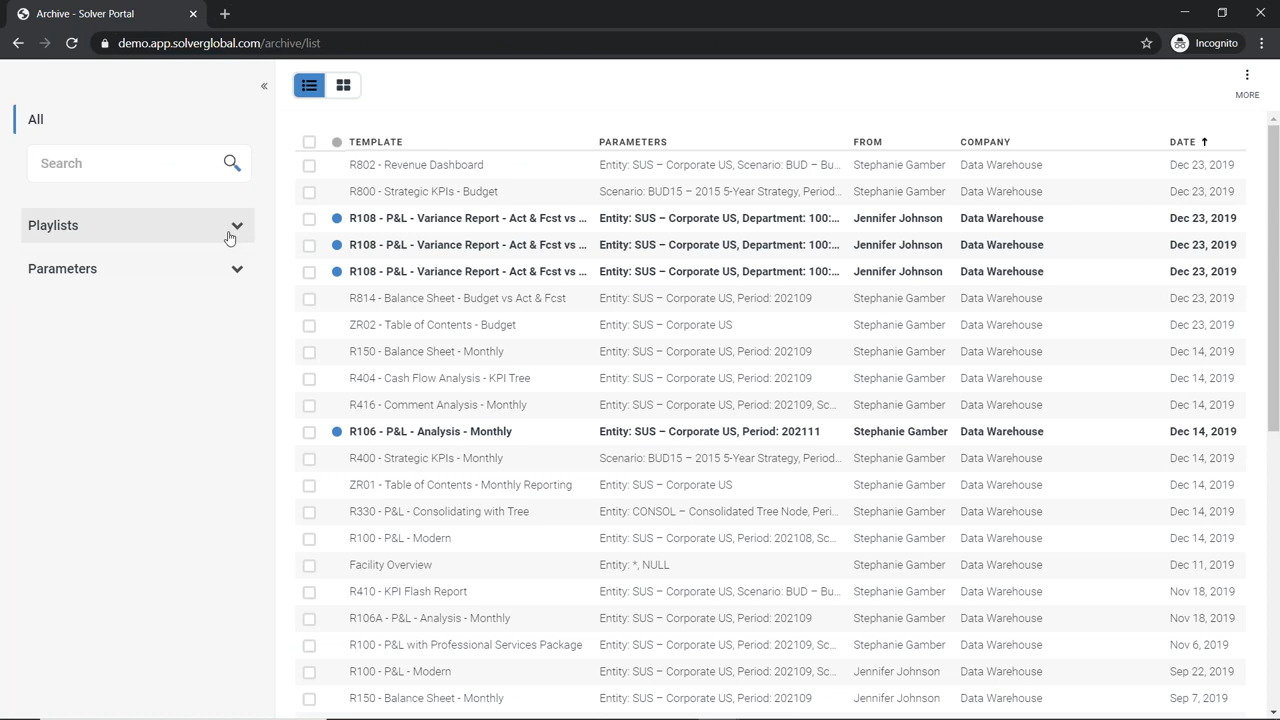 Archive - Solver Portal
demo.app.solverglobal.com/archive/list
Incognito
MORE
All
Search
Playlists
Parameters
TEMPLATE PARAMETERS FROM COMPANY DATE
R802 - Revenue Dashboard Entity: SUS – Corporate US, Scenario: BUD – Bu... Stephanie Gamber Data Warehouse Dec 23, 2019
R800 - Strategic KPIs - Budget Scenario: BUD15 – 2015 5-Year Strategy, Period... Stephanie Gamber Data Warehouse Dec 23, 2019
R108 - P&L - Variance Report - Act & Fcst vs ... Entity: SUS – Corporate US, Department: 100:... Jennifer Johnson Data Warehouse Dec 23, 2019
R108 - P&L - Variance Report - Act & Fcst vs ... Entity: SUS – Corporate US, Department: 100:... Jennifer Johnson Data Warehouse Dec 23, 2019
R108 - P&L - Variance Report - Act & Fcst vs ... Entity: SUS – Corporate US, Department: 100:... Jennifer Johnson Data Warehouse Dec 23, 2019
R814 - Balance Sheet - Budget vs Act & Fcst Entity: SUS – Corporate US, Period: 202109 Stephanie Gamber Data Warehouse Dec 23, 2019
ZR02 - Table of Contents - Budget Entity: SUS – Corporate US Stephanie Gamber Data Warehouse Dec 23, 2019
R150 - Balance Sheet - Monthly Entity: SUS – Corporate US, Period: 202109 Stephanie Gamber Data Warehouse Dec 14, 2019
R404 - Cash Flow Analysis - KPI Tree Entity: SUS – Corporate US, Period: 202109 Stephanie Gamber Data Warehouse Dec 14, 2019
R416 - Comment Analysis - Monthly Entity: SUS – Corporate US, Period: 202109, Sc... Stephanie Gamber Data Warehouse Dec 14, 2019
R106 - P&L - Analysis - Monthly Entity: SUS – Corporate US, Period: 202111 Stephanie Gamber Data Warehouse Dec 14, 2019
R400 - Strategic KPIs - Monthly Scenario: BUD15 – 2015 5-Year Strategy, Period... Stephanie Gamber Data Warehouse Dec 14, 2019
ZR01 - Table of Contents - Monthly Reporting Entity: SUS – Corporate US Stephanie Gamber Data Warehouse Dec 14, 2019
R330 - P&L - Consolidating with Tree Entity: CONSOL – Consolidated Tree Node, Peri... Stephanie Gamber Data Warehouse Dec 14, 2019
R100 - P&L - Modern Entity: SUS – Corporate US, Period: 202108, Sc... Stephanie Gamber Data Warehouse Dec 14, 2019
Facility Overview Entity: *, NULL Stephanie Gamber Data Warehouse Dec 11, 2019
R410 - KPI Flash Report Entity: SUS – Corporate US, Scenario: BUD – Bu... Stephanie Gamber Data Warehouse Nov 18, 2019
R106A - P&L - Analysis - Monthly Entity: SUS – Corporate US, Period: 202109 Stephanie Gamber Data Warehouse Nov 18, 2019
R100 - P&L with Professional Services Package Entity: SUS – Corporate US, Period: 202109, Sc... Stephanie Gamber Data Warehouse Nov 6, 2019
R100 - P&L - Modern Entity: SUS – Corporate US, Period: 202109, Sc... Jennifer Johnson Data Warehouse Sep 22, 2019
R150 - Balance Sheet - Monthly Entity: SUS – Corporate US, Period: 202109 Jennifer Johnson Data Warehouse Sep 7, 2019